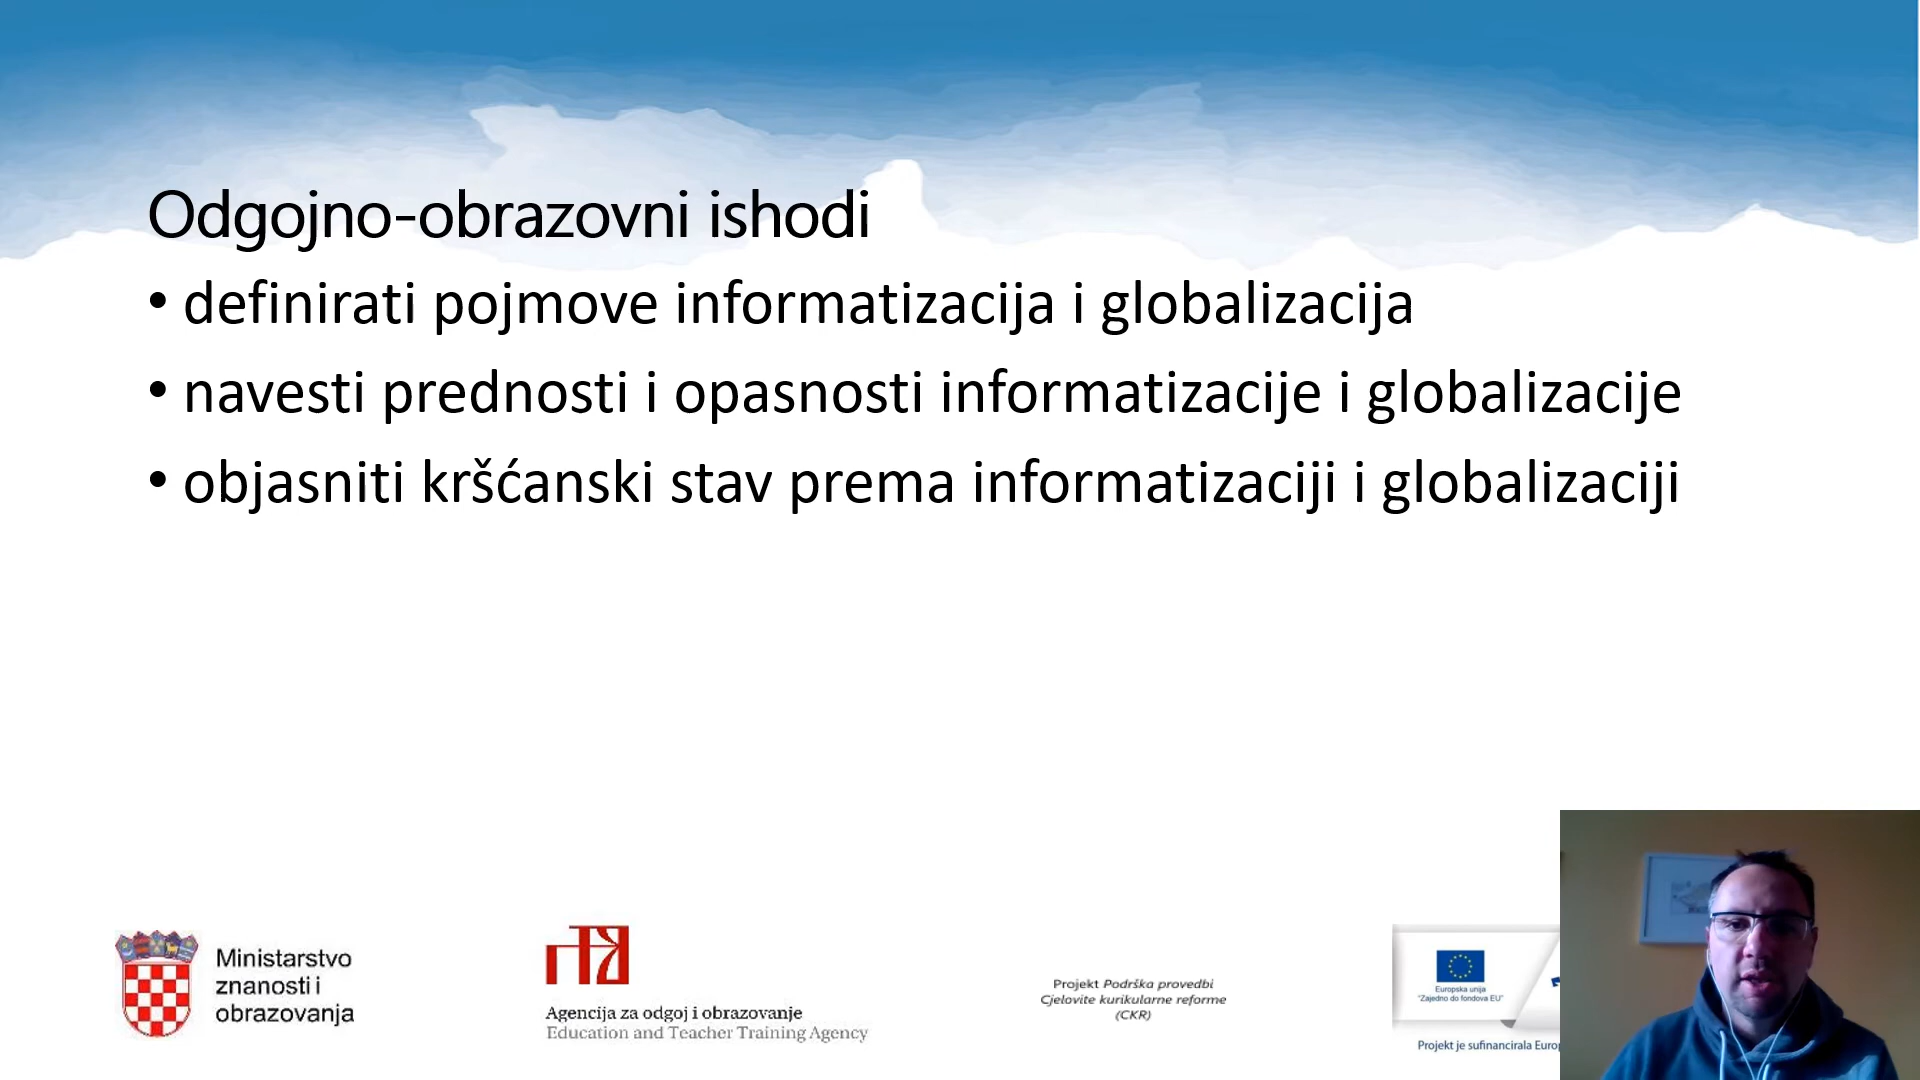 Odgojno-obrazovni ishodi
• definirati pojmove informatizacija i globalizacija
• navesti prednosti i opasnosti informatizacije i globalizacije
• objasniti kršćanski stav prema informatizaciji i globalizaciji
Ministarstvo
znanosti i
obrazovanja
Agencija za odgoj i obrazovanje
Education and Teacher Training Agency
Projekt Podrška provedbi
Cjelovite kurikularne reforme
(CKR)
Europska unija
"Zajedno do fondova EU"
Projekt je sufinancirala